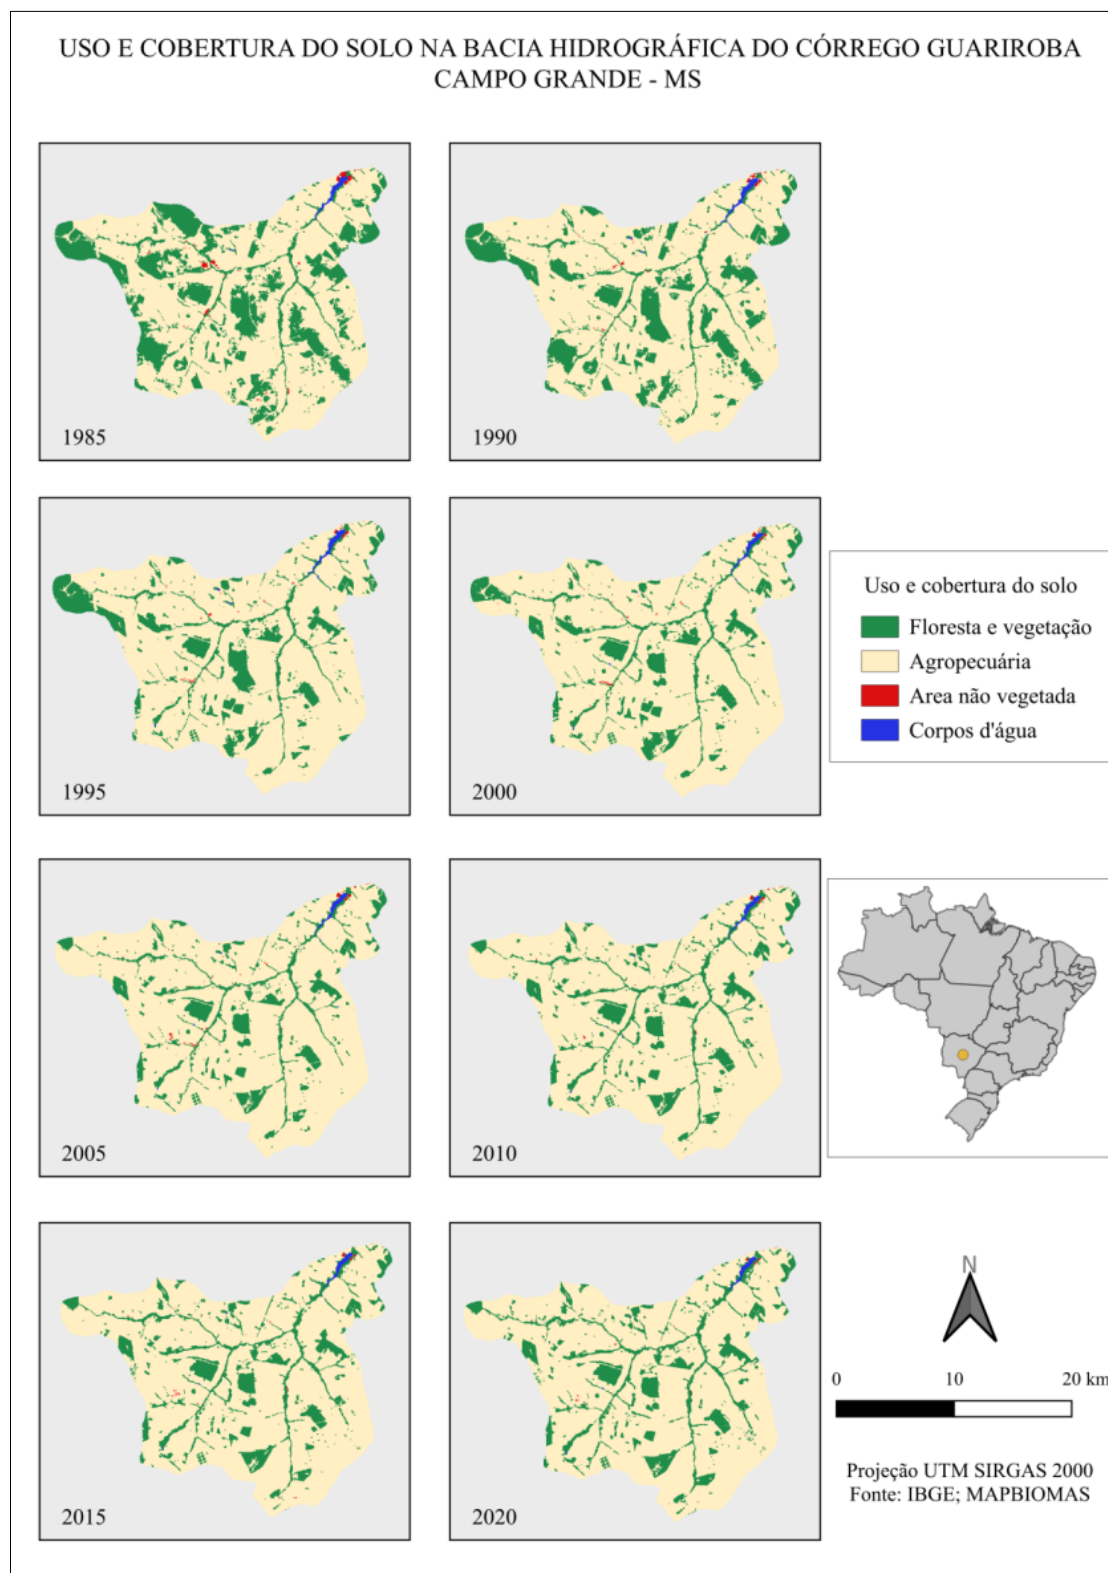 USO E COBERTURA DO SOLO NA BACIA HIDROGRÁFICA DO CÓRREGO GUARIROBA
CAMPO GRANDE - MS
1985
1990
1995
2000
Uso e cobertura do solo
Floresta e vegetação
Agropecuária
Area não vegetada
Corpos d'água
2005
2010
2015
2020
N
0 10 20 km
Projeção UTM SIRGAS 2000
Fonte: IBGE; MAPBIOMAS